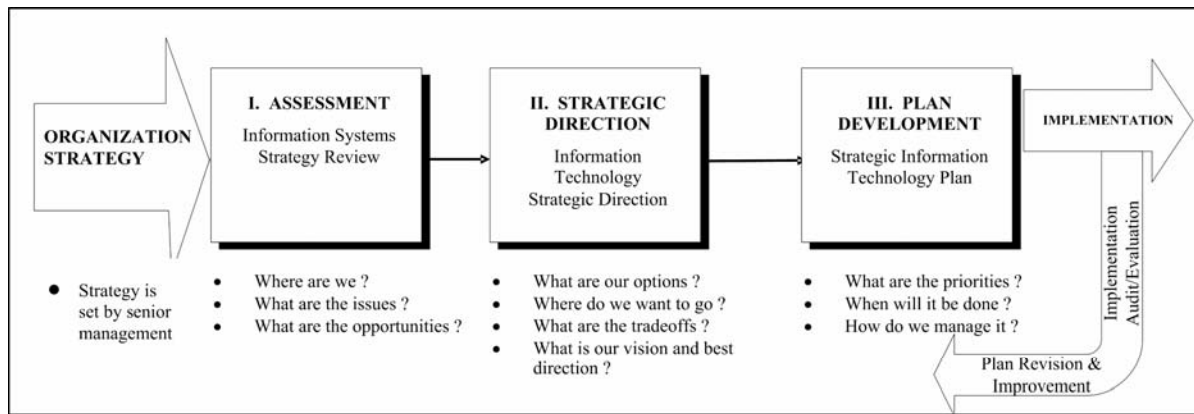 ORGANIZATION
STRATEGY
● Strategy is
set by senior
management
I. ASSESSMENT
Information Systems
Strategy Review
• Where are we ?
• What are the issues ?
• What are the opportunities ?
II. STRATEGIC
DIRECTION
Information
Technology
Strategic Direction
• What are our options ?
• Where do we want to go ?
• What are the tradeoffs ?
• What is our vision and best
direction ?
III. PLAN
DEVELOPMENT
Strategic Information
Technology Plan
• What are the priorities ?
• When will it be done ?
• How do we manage it ?
IMPLEMENTATION
Implementation
Audit/Evaluation
Plan Revision &
Improvement